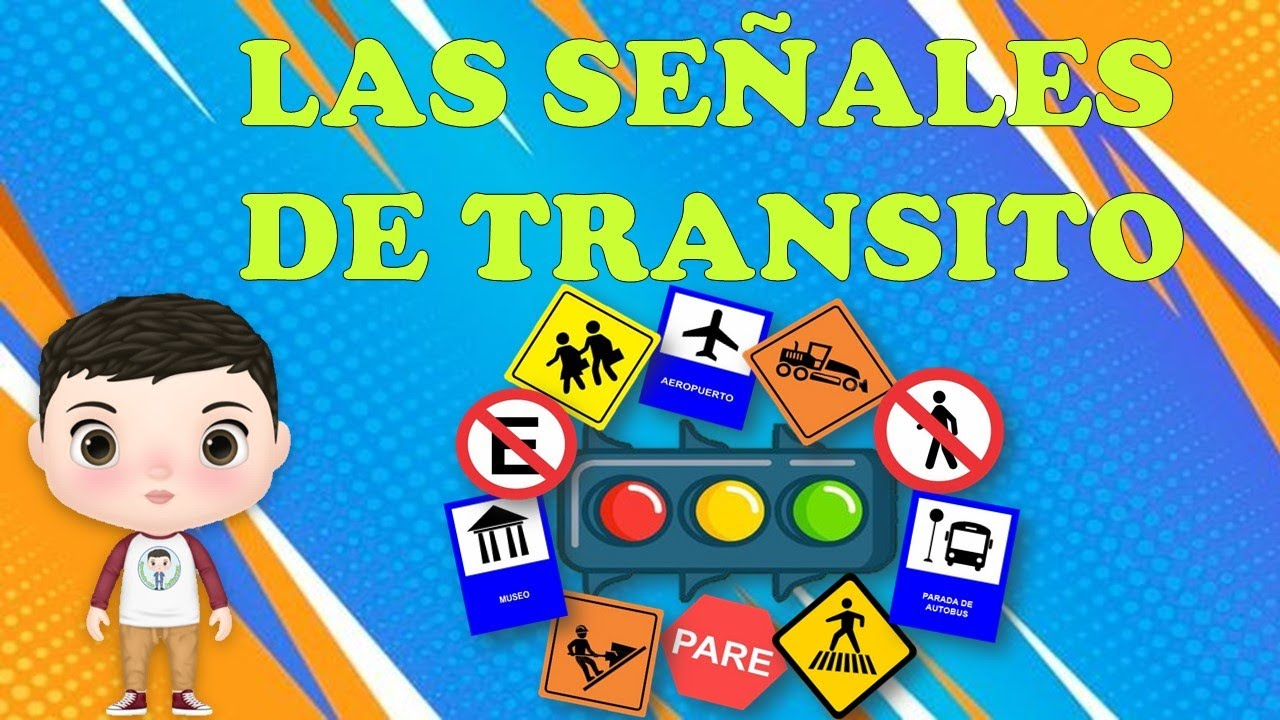 LAS SEÑALES
DE TRANSITO
AEROPUERTO
E
MUSEO
PARADA DE
AUTOBUS
PARE